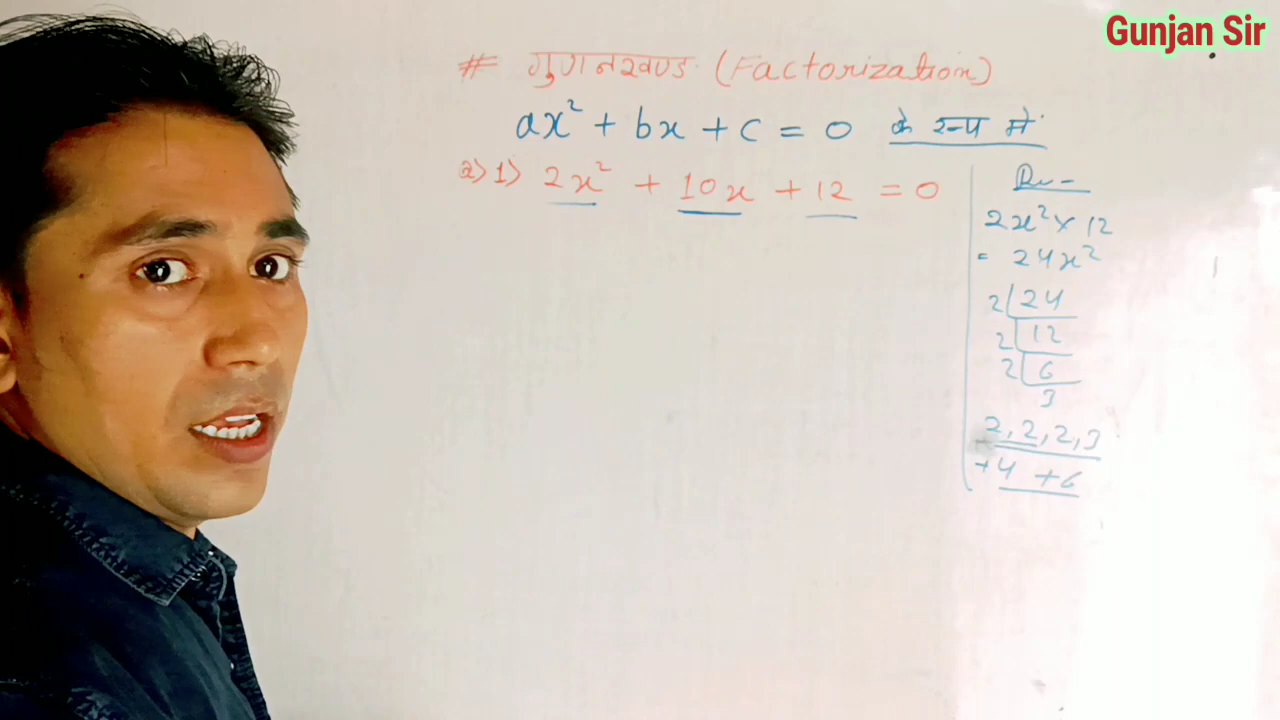 Gunjan Sir
# गुणनखण्ड (Factorization)
ax² + bx + c = 0 के रूप में
1) 2x² + 10x + 12 = 0
2x² × 12
= 24x²
2 | 24
2 | 12
2 | 6
3
2, 2, 2, 3
+4 +6